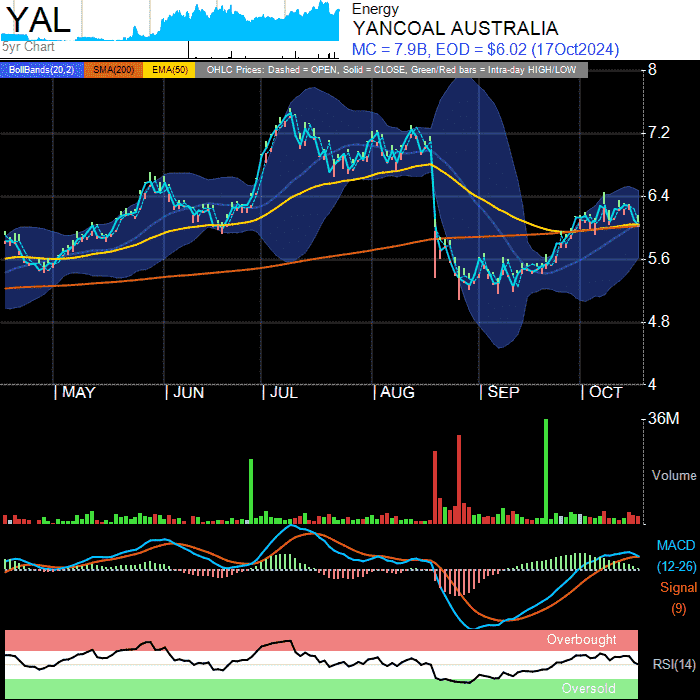 YAL
5yr Chart
Energy
YANCOAL AUSTRALIA
MC = 7.9B, EOD = $6.02 (17Oct2024)
BollBands(20,2) SMA(200) EMA(50) OHLC Prices: Dashed = OPEN, Solid = CLOSE, Green/Red bars = Intra-day HIGH/LOW
8
7.2
6.4
5.6
4.8
4
MAY JUN JUL AUG SEP OCT
36M
Volume
MACD
(12-26)
Signal
(9)
Overbought
RSI(14)
Oversold